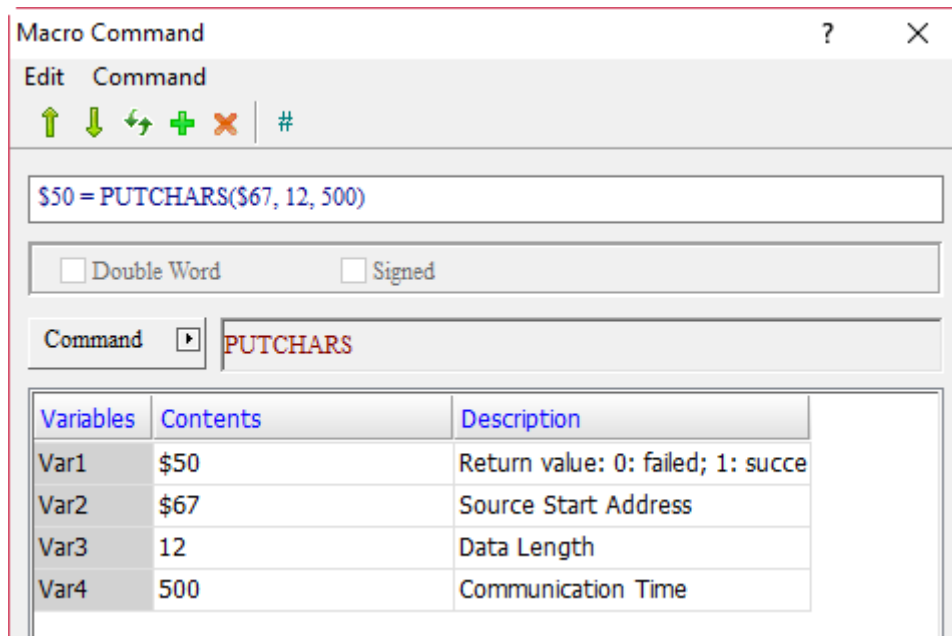 Macro Command ?
Edit Command
#
$50 = PUTCHARS($67, 12, 500)
Double Word Signed
Command PUTCHARS
Variables Contents Description
Var1 $50 Return value: 0: failed; 1: succe
Var2 $67 Source Start Address
Var3 12 Data Length
Var4 500 Communication Time